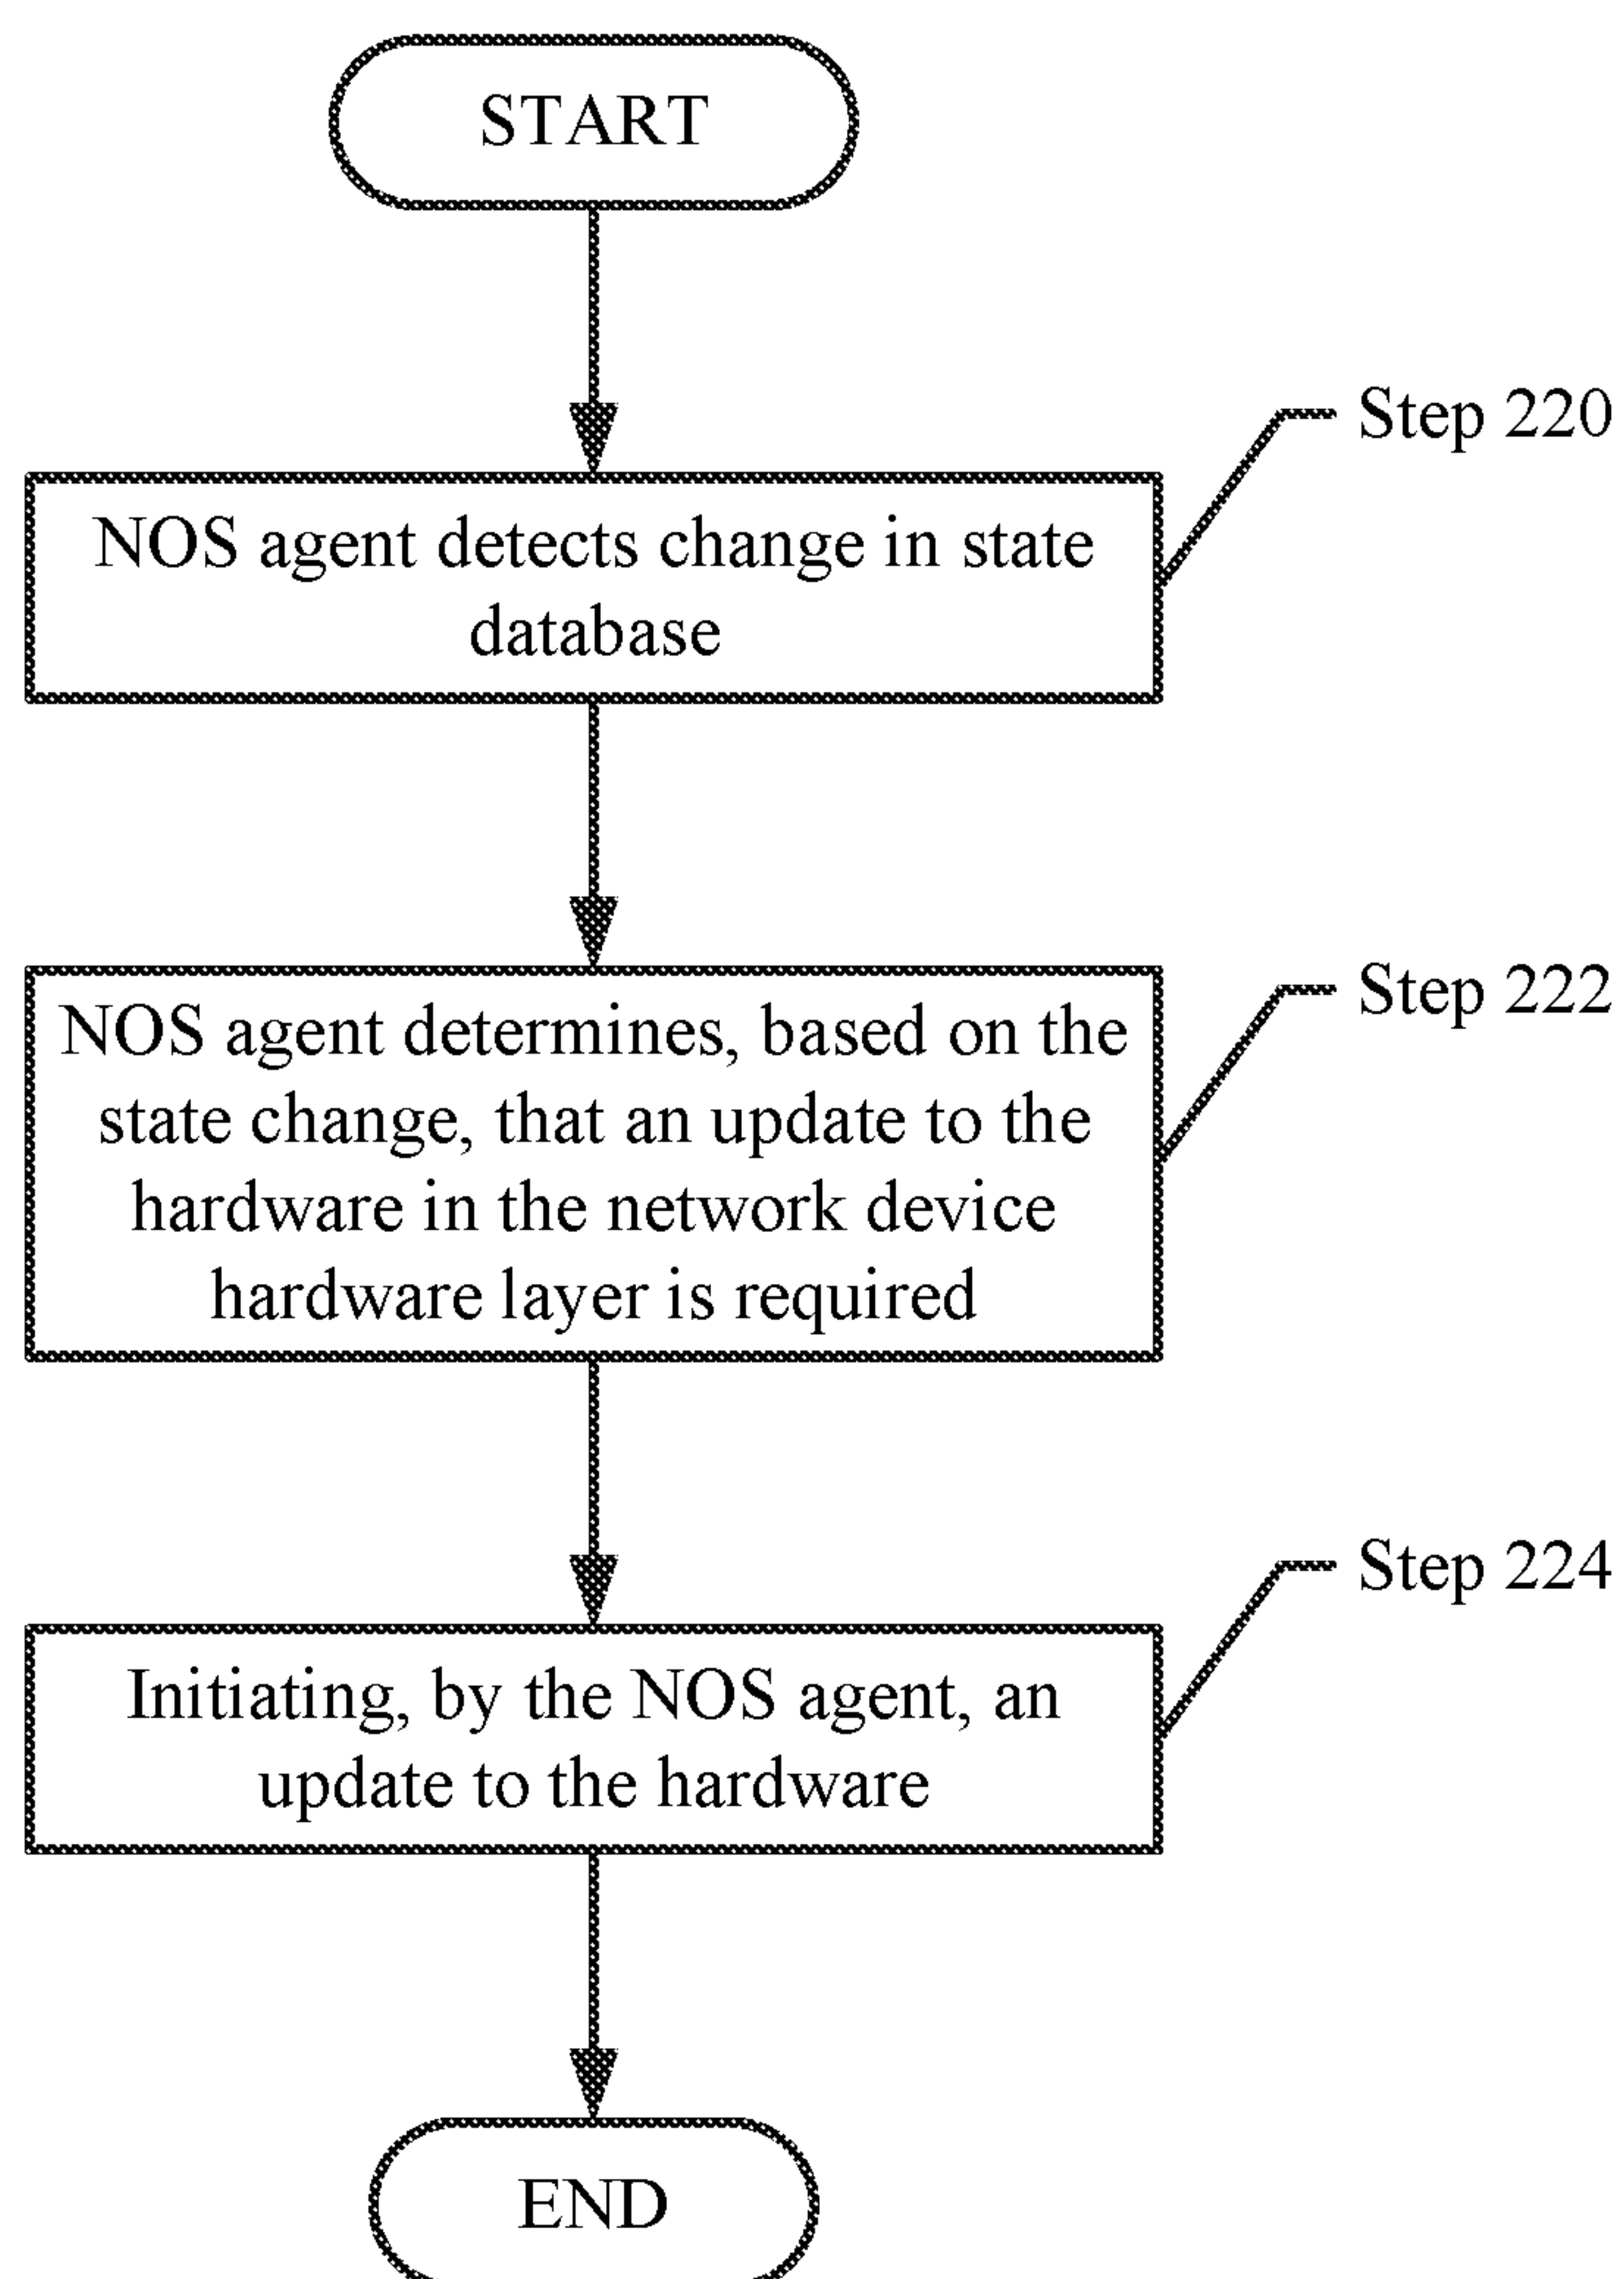 START
Step 220
NOS agent detects change in state
database
Step 222
NOS agent determines, based on the
state change, that an update to the
hardware in the network device
hardware layer is required
Step 224
Initiating, by the NOS agent, an
update to the hardware
END